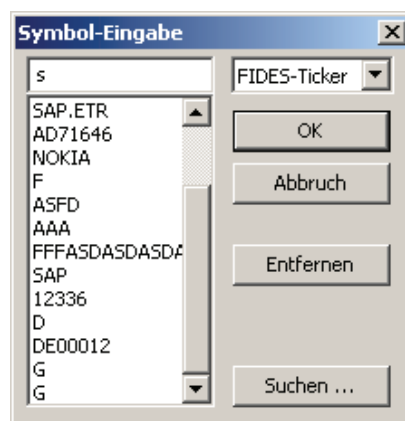 Symbol-Eingabe
s
FIDES-Ticker
SAP.ETR
AD71646
NOKIA
F
ASFD
AAA
FFFASDASDASDA
SAP
12336
D
DE00012
G
G
OK
Abbruch
Entfernen
Suchen ...